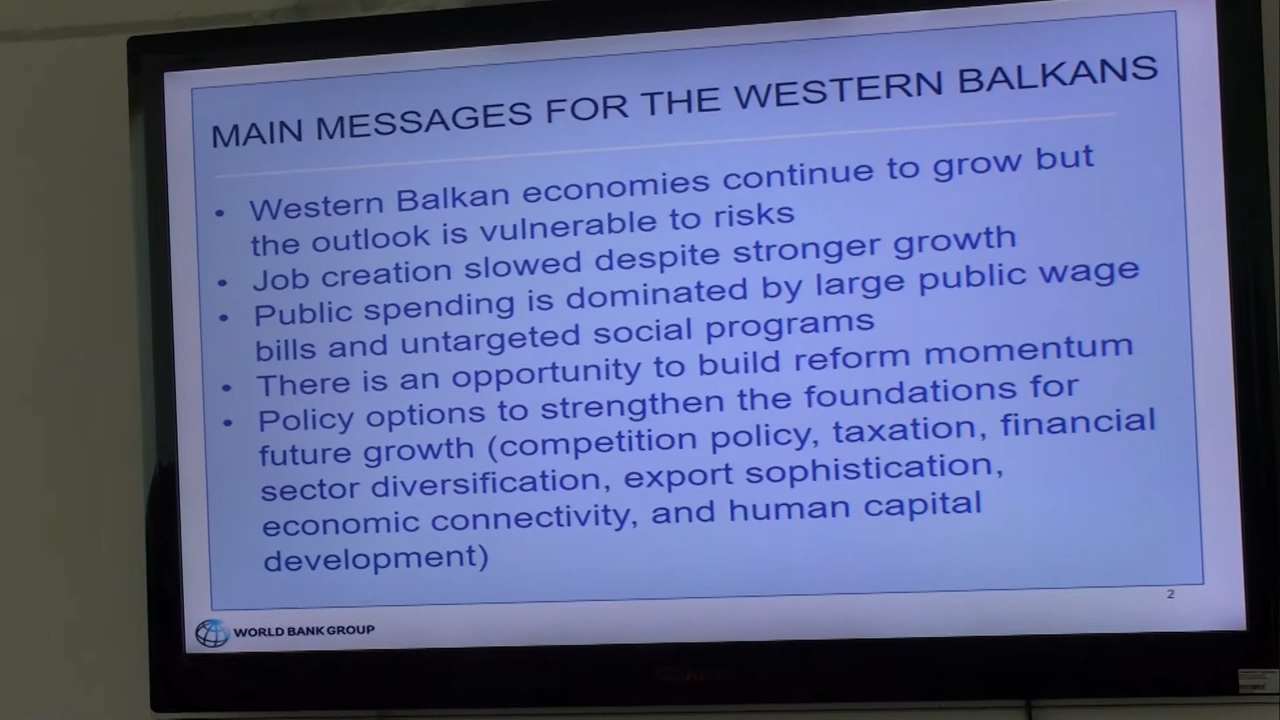 MAIN MESSAGES FOR THE WESTERN BALKANS
• Western Balkan economies continue to grow but
the outlook is vulnerable to risks
• Job creation slowed despite stronger growth
• Public spending is dominated by large public wage
bills and untargeted social programs
• There is an opportunity to build reform momentum
• Policy options to strengthen the foundations for
future growth (competition policy, taxation, financial
sector diversification, export sophistication,
economic connectivity, and human capital
development)
2
WORLD BANK GROUP